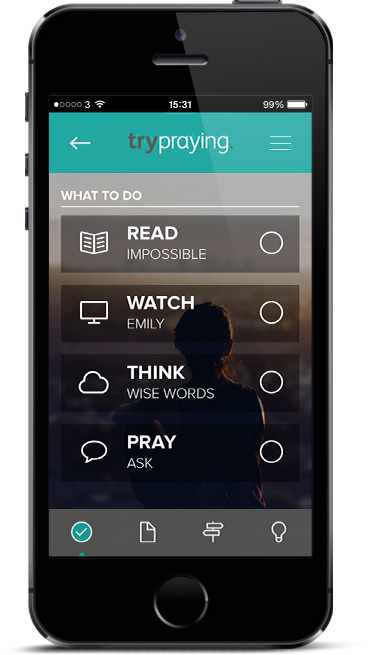 3 15:31 99%
trypraying.
WHAT TO DO
READ
IMPOSSIBLE
WATCH
EMILY
THINK
WISE WORDS
PRAY
ASK